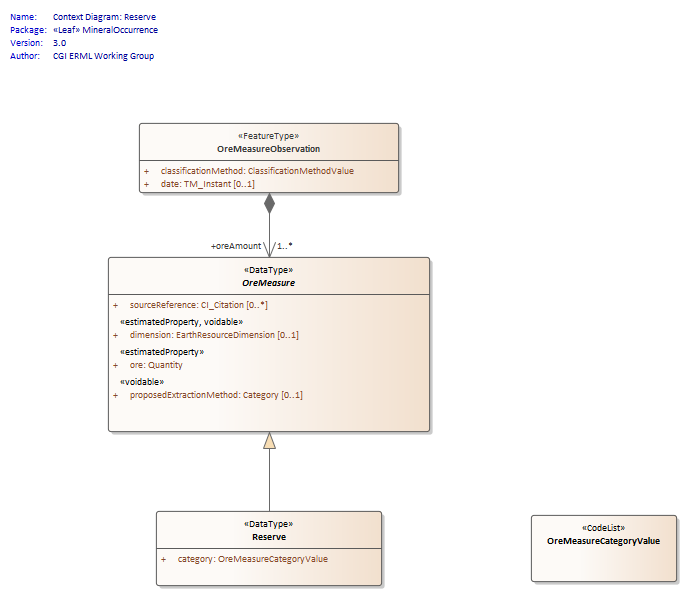 Name: Context Diagram: Reserve
Package: «Leaf» MineralOccurrence
Version: 3.0
Author: CGI ERML Working Group
«FeatureType»
OreMeasureObservation
+ classificationMethod: ClassificationMethodValue
+ date: TM_Instant [0..1]
+oreAmount 1..*
«DataType»
OreMeasure
+ sourceReference: CI_Citation [0..*]
«estimatedProperty, voidable»
+ dimension: EarthResourceDimension [0..1]
«estimatedProperty»
+ ore: Quantity
«voidable»
+ proposedExtractionMethod: Category [0..1]
«DataType»
Reserve
+ category: OreMeasureCategoryValue
«CodeList»
OreMeasureCategoryValue